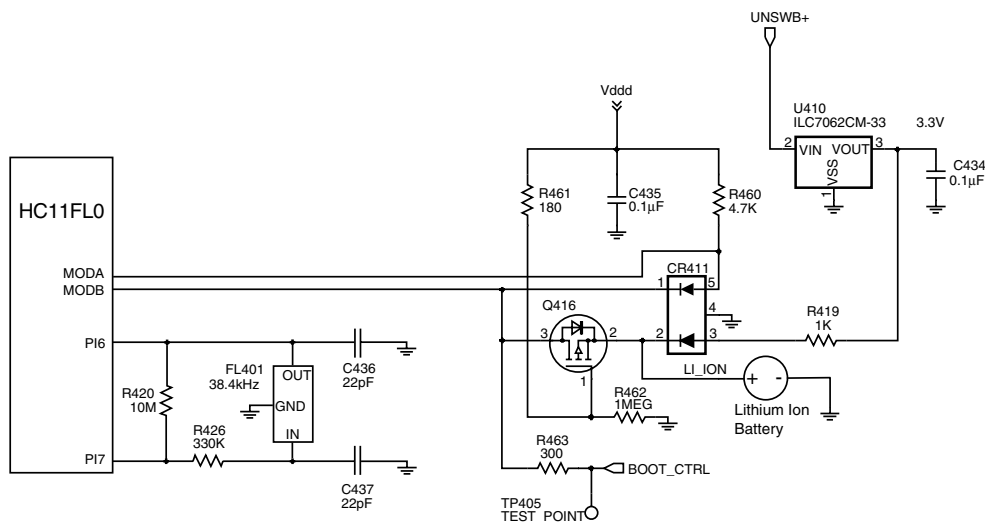 UNSWB+
Vddd
U410
ILC7062CM-33
3.3V
2
VIN
VOUT
3
VSS
1
C434
0.1µF
R461
180
C435
0.1µF
R460
4.7K
HC11FL0
MODA
MODB
CR411
1
5
4
2
3
Q416
3
2
1
R419
1K
PI6
FL401
38.4kHz
OUT
GND
IN
C436
22pF
R420
10M
R426
330K
PI7
C437
22pF
LI_ION
+
-
Lithium Ion
Battery
R462
1MEG
R463
300
BOOT_CTRL
TP405
TEST_POINT